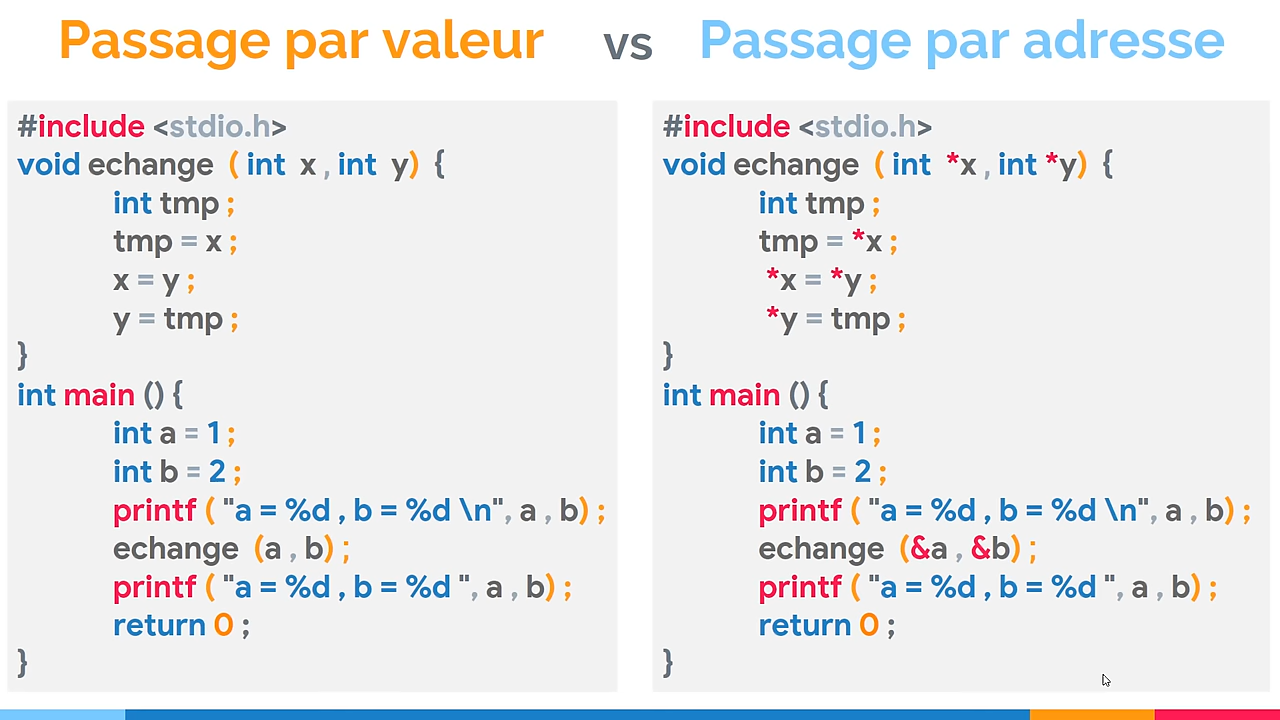 Passage par valeur vs Passage par adresse
#include <stdio.h>
void echange ( int x , int y) {
int tmp ;
tmp = x ;
x = y ;
y = tmp ;
}
int main () {
int a = 1 ;
int b = 2 ;
printf ( "a = %d , b = %d \n", a , b) ;
echange (a , b) ;
printf ( "a = %d , b = %d ", a , b) ;
return 0 ;
}
#include <stdio.h>
void echange ( int *x , int *y) {
int tmp ;
tmp = *x ;
*x = *y ;
*y = tmp ;
}
int main () {
int a = 1 ;
int b = 2 ;
printf ( "a = %d , b = %d \n", a , b) ;
echange (&a , &b) ;
printf ( "a = %d , b = %d ", a , b) ;
return 0 ;
}